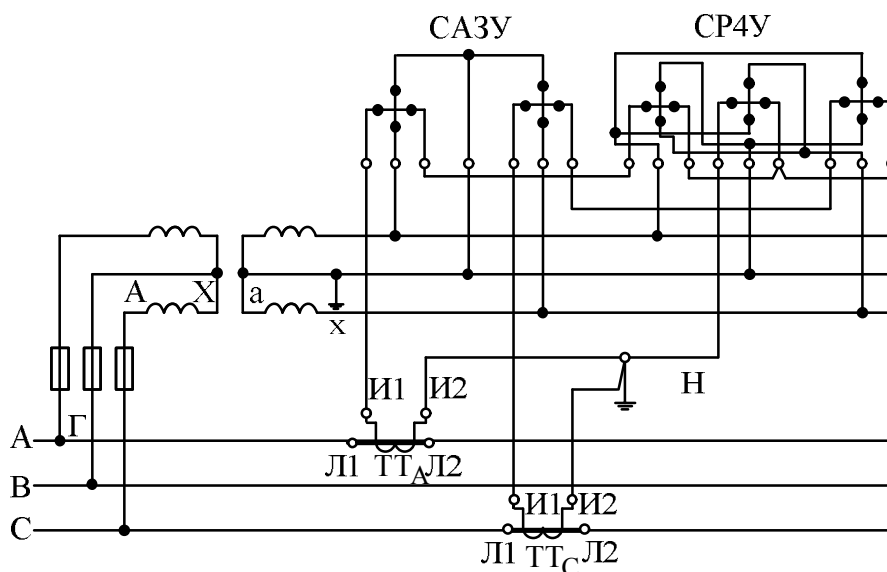 САЗУ
СР4У
А
Х
а
х
И1
И2
Н
Г
А
Л1
ТТА
Л2
В
И1
И2
С
Л1
ТТС
Л2